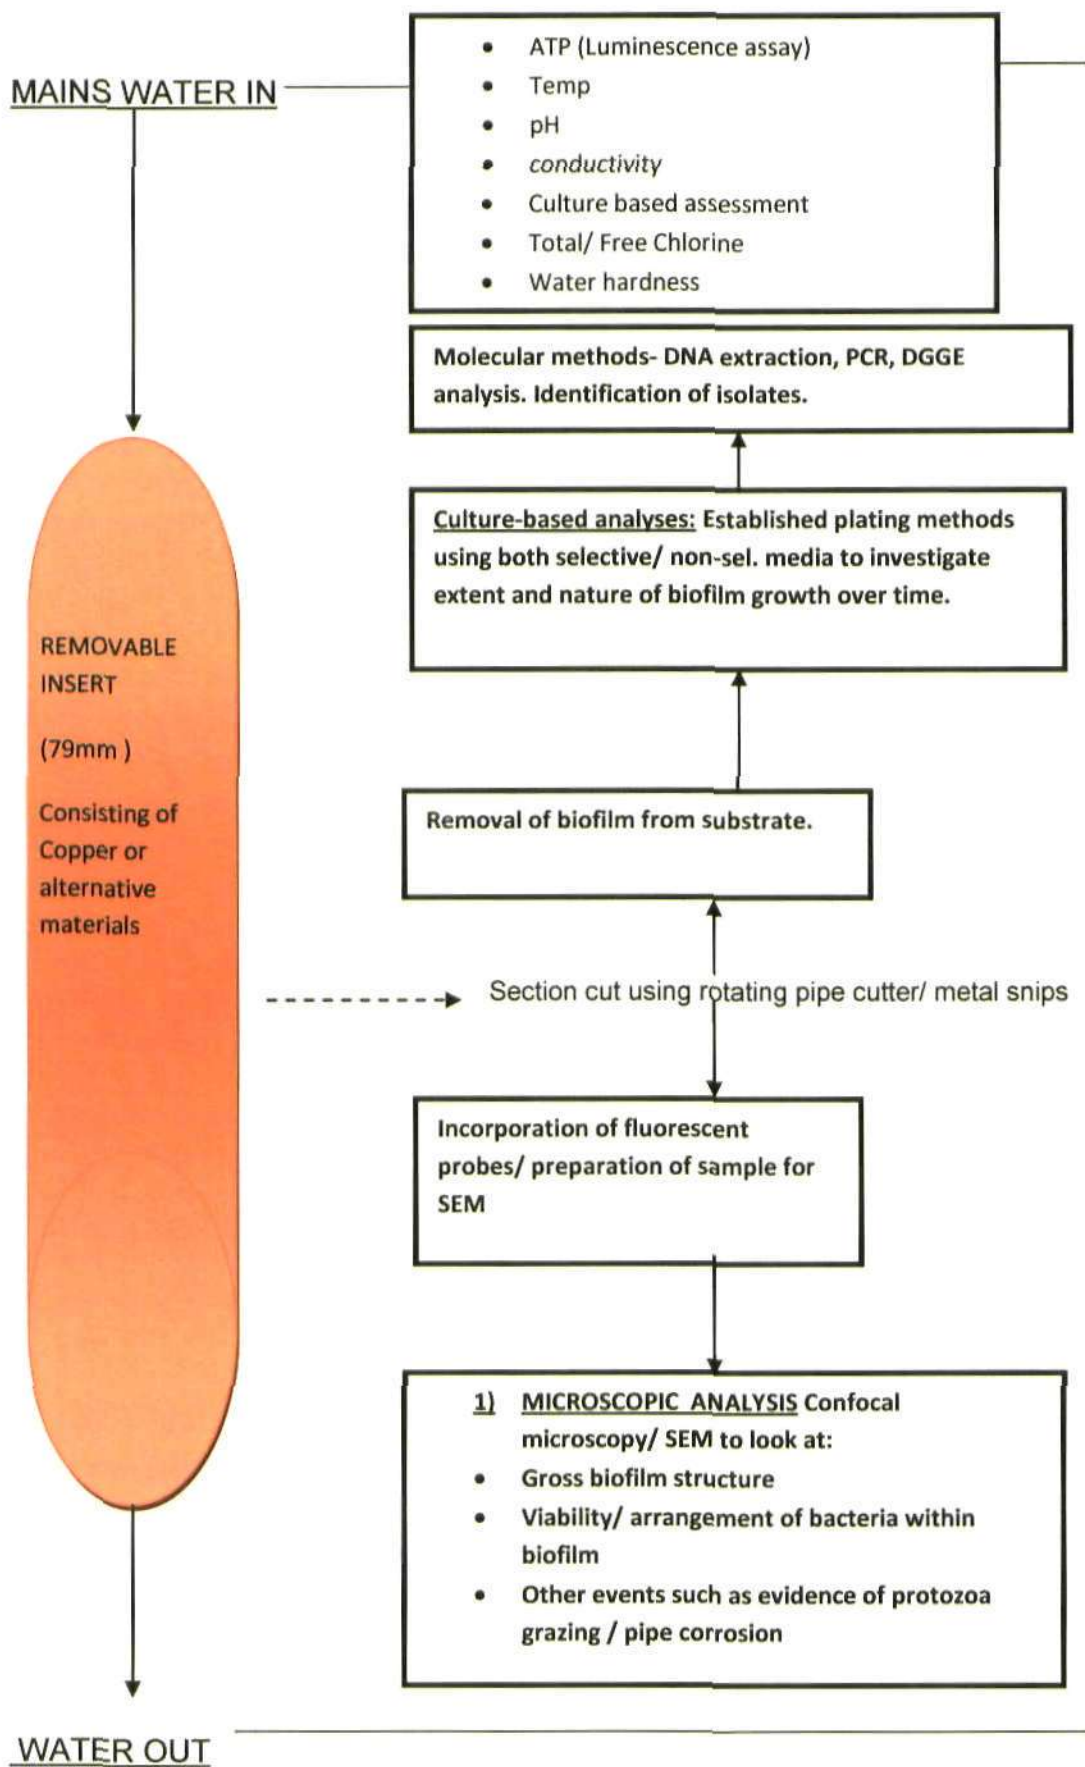 MAINS WATER IN
• ATP (Luminescence assay)
• Temp
• pH
• conductivity
• Culture based assessment
• Total/ Free Chlorine
• Water hardness
Molecular methods- DNA extraction, PCR, DGGE
analysis. Identification of isolates.
Culture-based analyses: Established plating methods
using both selective/ non-sel. media to investigate
extent and nature of biofilm growth over time.
REMOVABLE
INSERT
(79mm )
Consisting of
Copper or
alternative
materials
Removal of biofilm from substrate.
Section cut using rotating pipe cutter/ metal snips
Incorporation of fluorescent
probes/ preparation of sample for
SEM
1) MICROSCOPIC ANALYSIS Confocal
microscopy/ SEM to look at:
• Gross biofilm structure
• Viability/ arrangement of bacteria within
biofilm
• Other events such as evidence of protozoa
grazing / pipe corrosion
WATER OUT